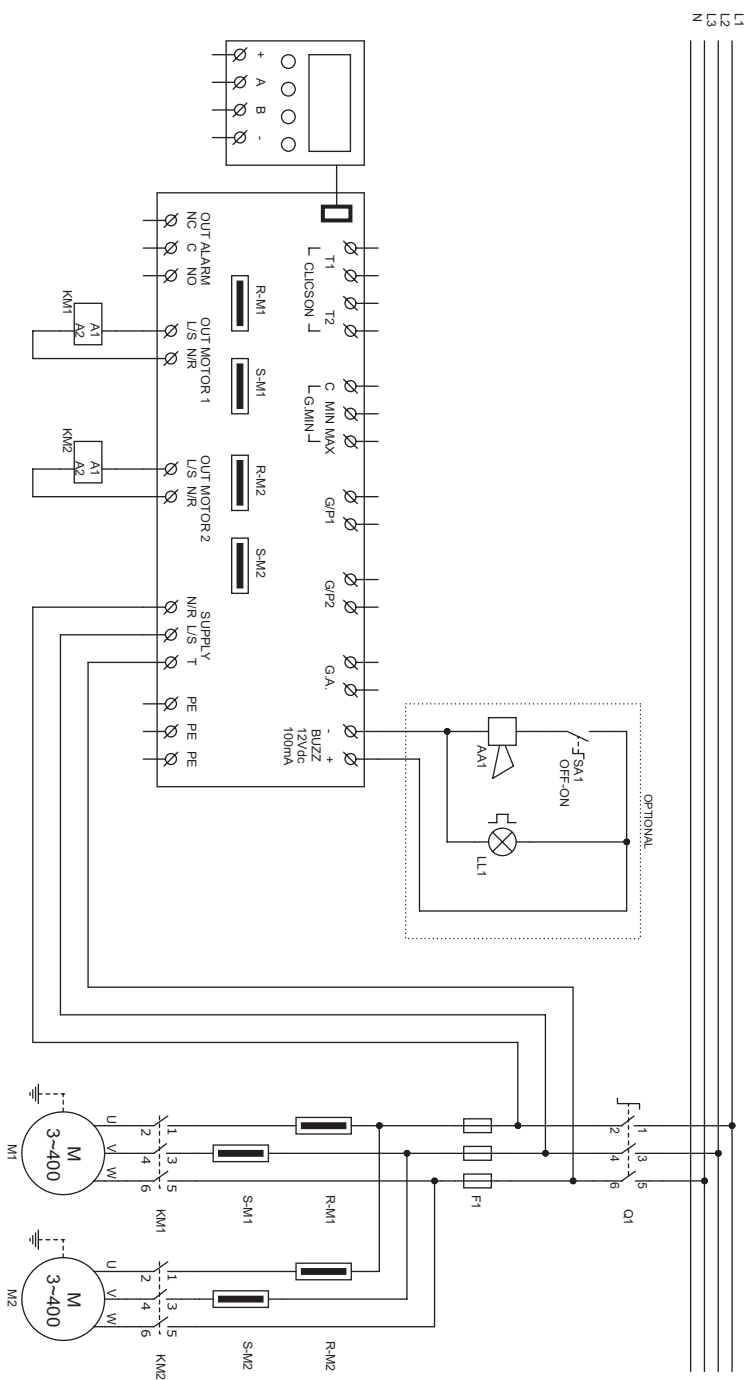 L1
L2
L3
N
+ A B -
T1 T2
CLICSON
C MIN MAX
G.MIN
G/P1
G/P2
G.A.
- +
BUZZ
12Vdc
100mA
R-M1
S-M1
R-M2
S-M2
OUT ALARM
NC C NO
OUT MOTOR 1
L/S N/R
OUT MOTOR 2
L/S N/R
SUPPLY
N/R L/S T
PE
PE
PE
KM1
A1
A2
KM2
A1
A2
OPTIONAL
SA1
OFF-ON
AA1
LL1
Q1
1 3 5
2 4 6
F1
R-M1
S-M1
KM1
1 3 5
2 4 6
U V W
M
3~400
M1
R-M2
S-M2
KM2
1 3 5
2 4 6
U V W
M
3~400
M2